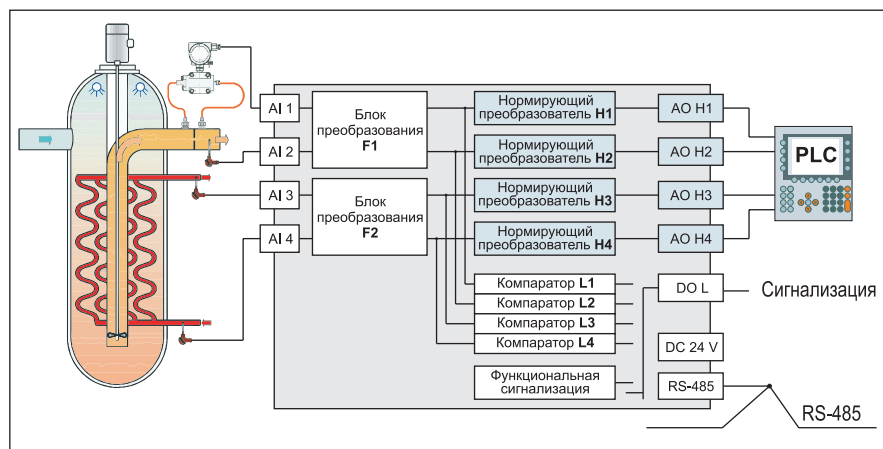 AI 1
AI 2
AI 3
AI 4
Блок
преобразования
F1
Блок
преобразования
F2
Нормирующий
преобразователь H1
Нормирующий
преобразователь H2
Нормирующий
преобразователь H3
Нормирующий
преобразователь H4
AO H1
AO H2
AO H3
AO H4
PLC
Компаратор L1
Компаратор L2
Компаратор L3
Компаратор L4
Функциональная
сигнализация
DO L
DC 24 V
RS-485
Сигнализация
RS-485